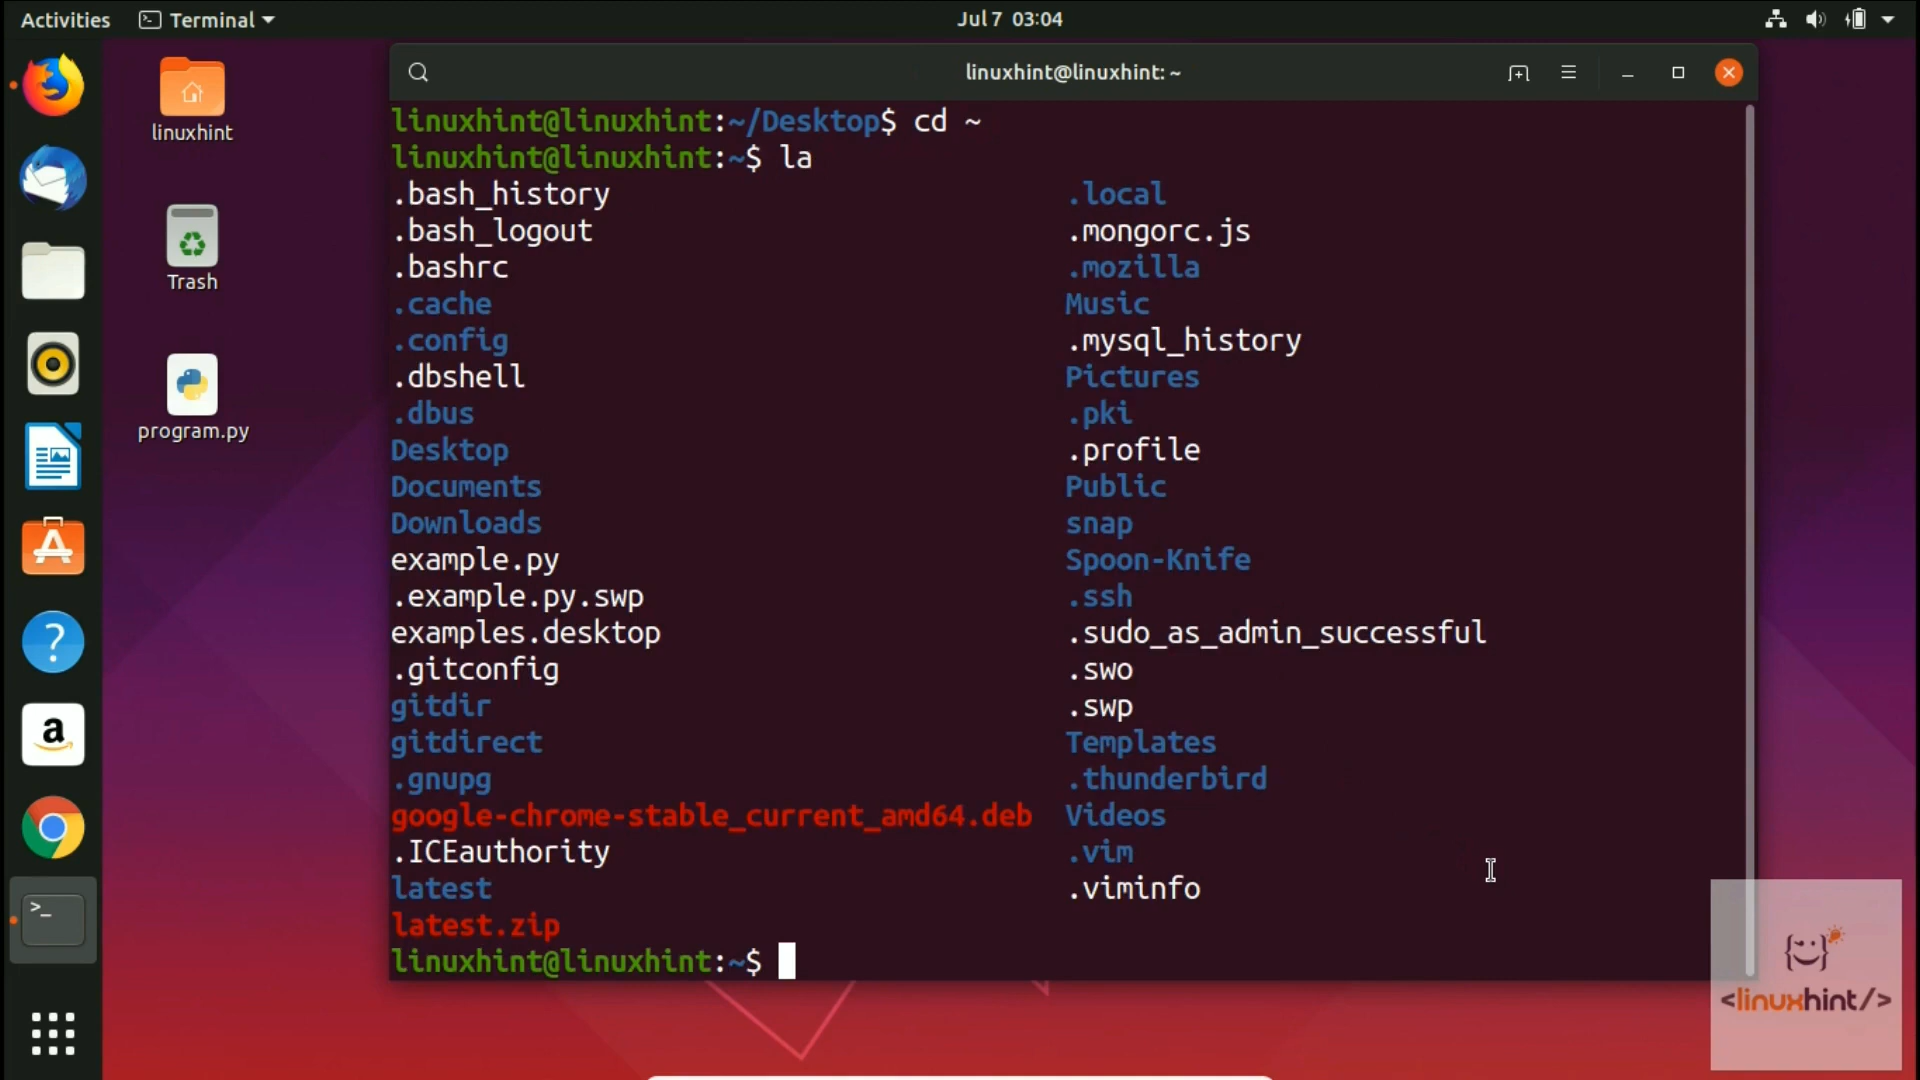 Activities Terminal Jul 7 03:04
linuxhint@linuxhint: ~
linuxhint
Trash
program.py
linuxhint@linuxhint:~/Desktop$ cd ~
linuxhint@linuxhint:~$ la
.bash_history .local
.bash_logout .mongorc.js
.bashrc .mozilla
.cache Music
.config .mysql_history
.dbshell Pictures
.dbus .pki
Desktop .profile
Documents Public
Downloads snap
example.py Spoon-Knife
.example.py.swp .ssh
examples.desktop .sudo_as_admin_successful
.gitconfig .swo
gitdir .swp
gitdirect Templates
.gnupg .thunderbird
google-chrome-stable_current_amd64.deb Videos
.ICEauthority .vim
latest .viminfo
latest.zip
linuxhint@linuxhint:~$
<linuxhint/>